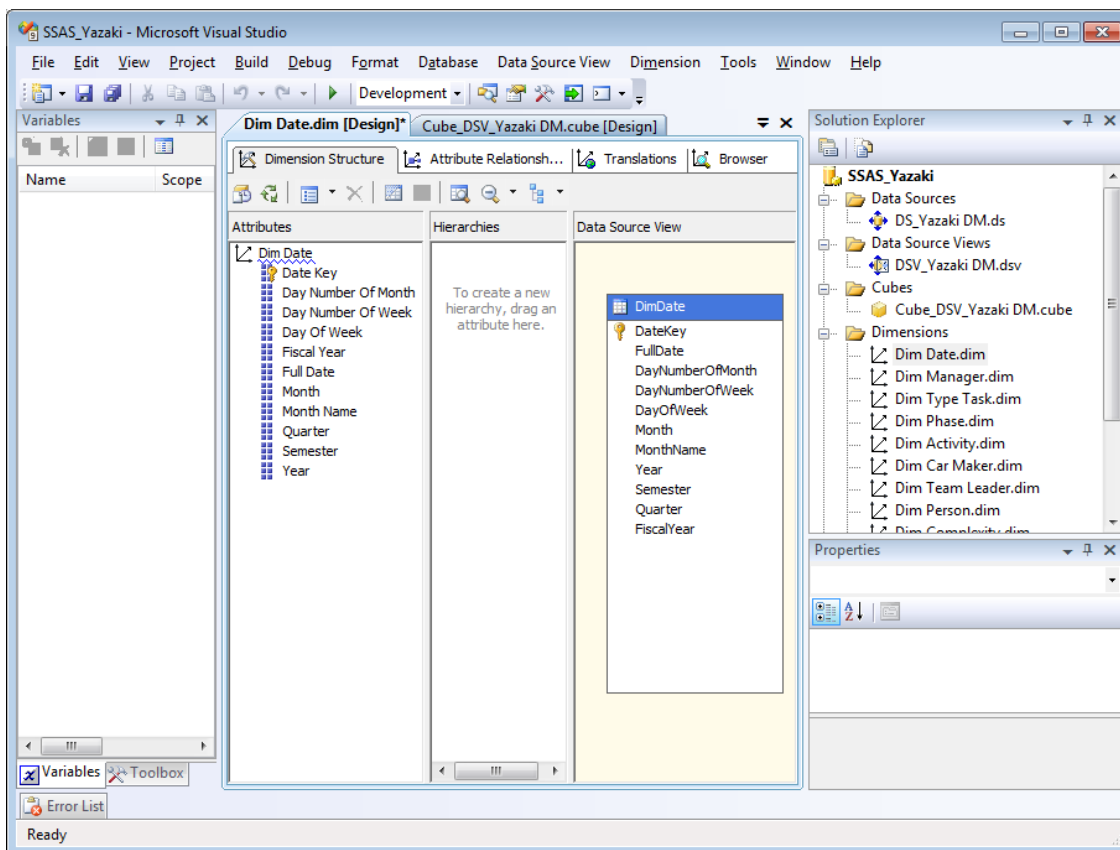 SSAS_Yazaki - Microsoft Visual Studio
File Edit View Project Build Debug Format Database Data Source View Dimension Tools Window Help
Development
Variables
Name Scope
Variables Toolbox
Error List
Ready
Dim Date.dim [Design]* Cube_DSV_Yazaki DM.cube [Design]
Dimension Structure Attribute Relationsh... Translations Browser
Attributes
Dim Date
Date Key
Day Number Of Month
Day Number Of Week
Day Of Week
Fiscal Year
Full Date
Month
Month Name
Quarter
Semester
Year
Hierarchies
To create a new
hierarchy, drag an
attribute here.
Data Source View
DimDate
DateKey
FullDate
DayNumberOfMonth
DayNumberOfWeek
DayOfWeek
Month
MonthName
Year
Semester
Quarter
FiscalYear
Solution Explorer
SSAS_Yazaki
Data Sources
DS_Yazaki DM.ds
Data Source Views
DSV_Yazaki DM.dsv
Cubes
Cube_DSV_Yazaki DM.cube
Dimensions
Dim Date.dim
Dim Manager.dim
Dim Type Task.dim
Dim Phase.dim
Dim Activity.dim
Dim Car Maker.dim
Dim Team Leader.dim
Dim Person.dim
Dim Complexity.dim
Properties